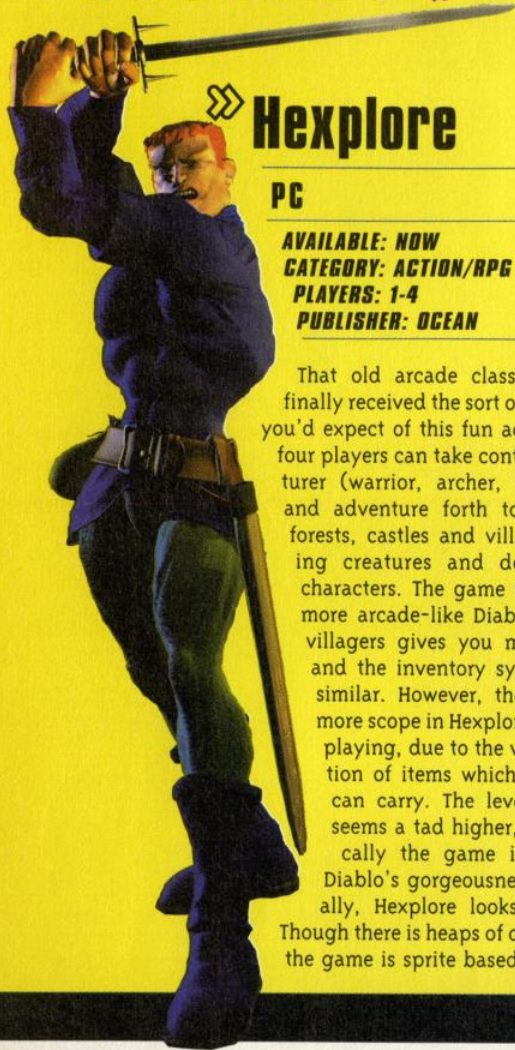 Hexplore
PC
AVAILABLE: NOW
CATEGORY: ACTION/RPG
PLAYERS: 1-4
PUBLISHER: OCEAN
That old arcade class
finally received the sort o
you'd expect of this fun a
four players can take cont
turer (warrior, archer,
and adventure forth to
forests, castles and vill
ing creatures and d
characters. The game
more arcade-like Diab
villagers gives you m
and the inventory sy
similar. However, the
more scope in Hexplor
playing, due to the v
tion of items which
can carry. The leve
seems a tad higher,
cally the game i
Diablo's gorgeousne
ally, Hexplore looks
Though there is heaps of
the game is sprite based